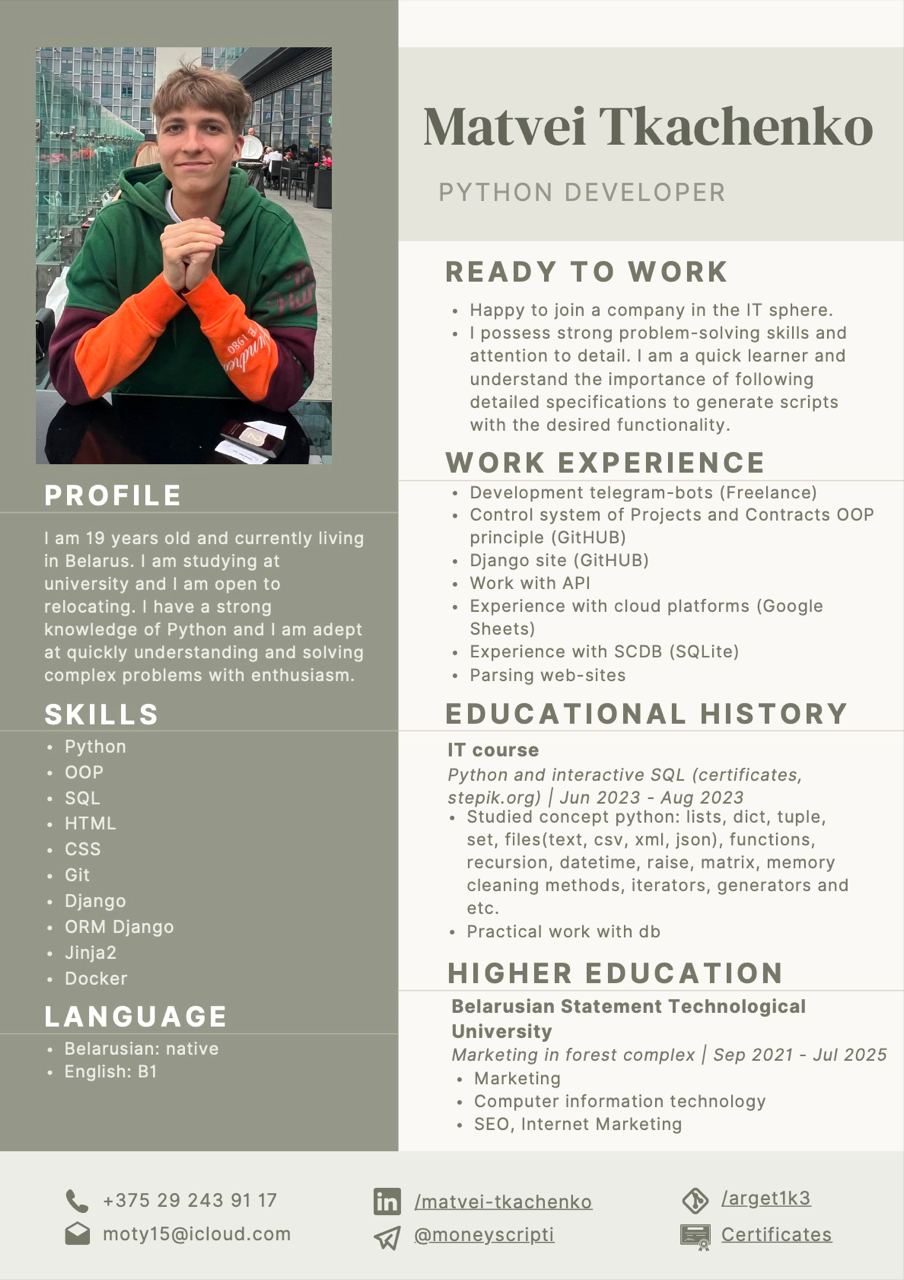 Matvei Tkachenko
PYTHON DEVELOPER
PROFILE
I am 19 years old and currently living
in Belarus. I am studying at
university and I am open to
relocating. I have a strong
knowledge of Python and I am adept
at quickly understanding and solving
complex problems with enthusiasm.
SKILLS
• Python
• OOP
• SQL
• HTML
• CSS
• Git
• Django
• ORM Django
• Jinja2
• Docker
LANGUAGE
• Belarusian: native
• English: B1
READY TO WORK
• Happy to join a company in the IT sphere.
• I possess strong problem-solving skills and
attention to detail. I am a quick learner and
understand the importance of following
detailed specifications to generate scripts
with the desired functionality.
WORK EXPERIENCE
• Development telegram-bots (Freelance)
• Control system of Projects and Contracts OOP
principle (GitHUB)
• Django site (GitHUB)
• Work with API
• Experience with cloud platforms (Google
Sheets)
• Experience with SCDB (SQLite)
• Parsing web-sites
EDUCATIONAL HISTORY
IT course
Python and interactive SQL (certificates,
stepik.org) | Jun 2023 - Aug 2023
• Studied concept python: lists, dict, tuple,
set, files(text, csv, xml, json), functions,
recursion, datetime, raise, matrix, memory
cleaning methods, iterators, generators and
etc.
• Practical work with db
HIGHER EDUCATION
Belarusian Statement Technological
University
Marketing in forest complex | Sep 2021 - Jul 2025
• Marketing
• Computer information technology
• SEO, Internet Marketing
+375 29 243 91 17
moty15@icloud.com
/matvei-tkachenko
@moneyscripti
/arget1k3
Certificates